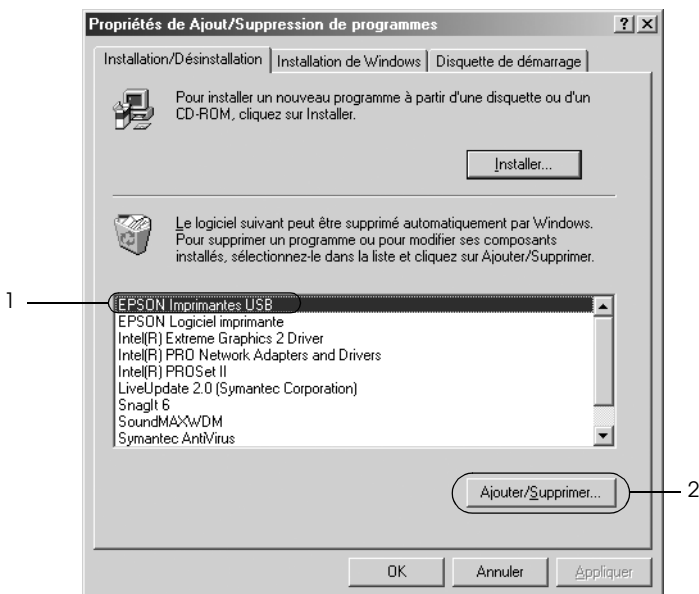 Propriétés de Ajout/Suppression de programmes
Installation/Désinstallation Installation de Windows Disquette de démarrage
Pour installer un nouveau programme à partir d'une disquette ou d'un
CD-ROM, cliquez sur Installer.
Installer...
Le logiciel suivant peut être supprimé automatiquement par Windows.
Pour supprimer un programme ou pour modifier ses composants
installés, sélectionnez-le dans la liste et cliquez sur Ajouter/Supprimer.
1
EPSON Imprimantes USB
EPSON Logiciel imprimante
Intel(R) Extreme Graphics 2 Driver
Intel(R) PRO Network Adapters and Drivers
Intel(R) PROSet II
LiveUpdate 2.0 (Symantec Corporation)
SnagIt 6
SoundMAXWDM
Symantec AntiVirus
Ajouter/Supprimer...
2
OK Annuler Appliquer